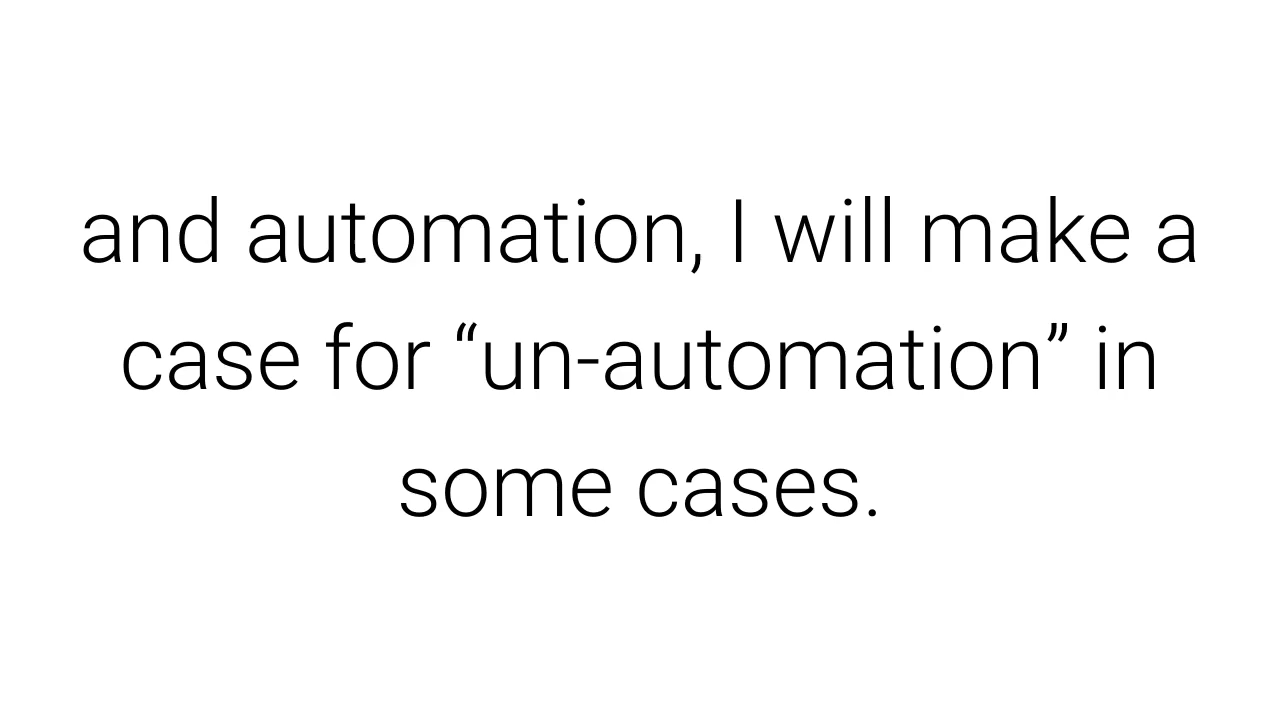 and automation, I will make a
case for “un-automation” in
some cases.